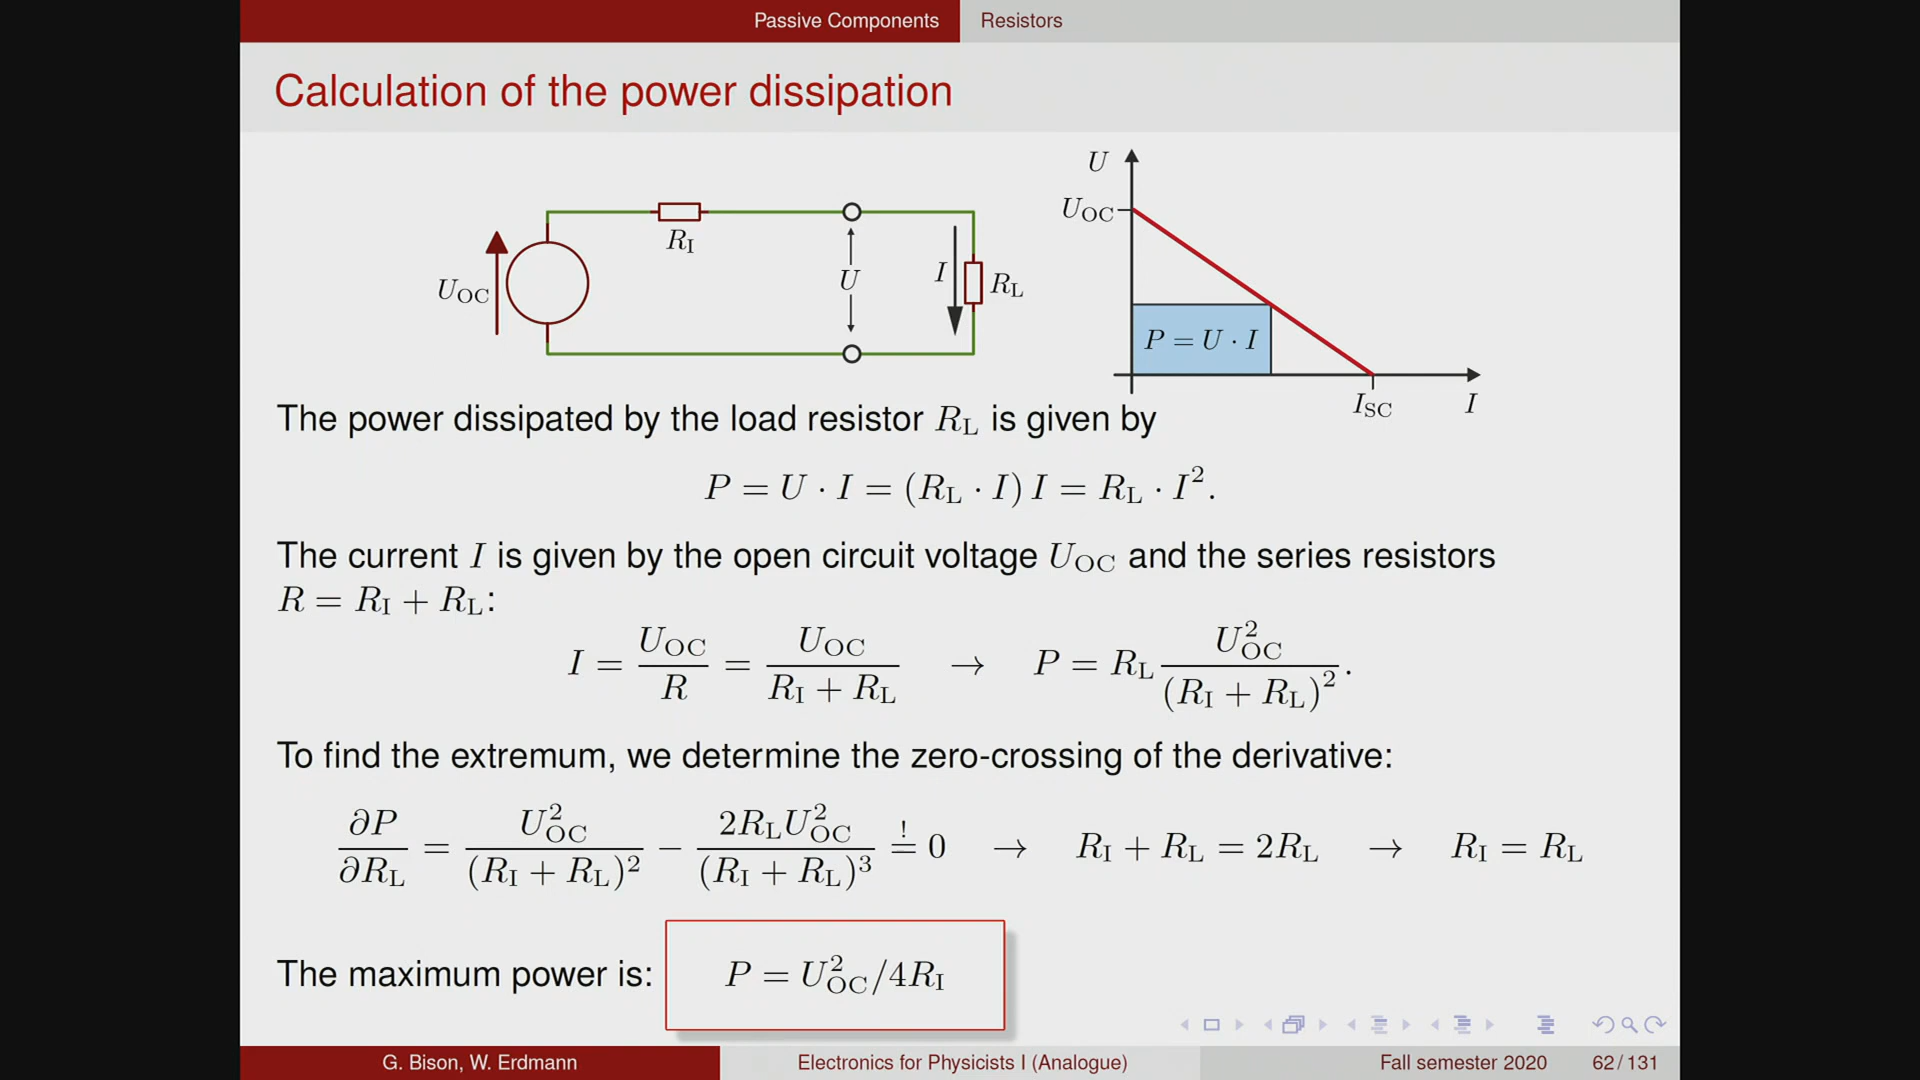 Passive Components Resistors
Calculation of the power dissipation
U_OC
R_I
U
I
R_L
U
U_OC
P = U · I
I_SC
I
The power dissipated by the load resistor R_L is given by
P = U · I = (R_L · I) I = R_L · I².
The current I is given by the open circuit voltage U_OC and the series resistors
R = R_I + R_L:
I = U_OC / R = U_OC / (R_I + R_L) → P = R_L U²_OC / (R_I + R_L)².
To find the extremum, we determine the zero-crossing of the derivative:
∂P / ∂R_L = U²_OC / (R_I + R_L)² − 2R_L U²_OC / (R_I + R_L)³ =! 0 → R_I + R_L = 2R_L → R_I = R_L
The maximum power is: P = U²_OC/4R_I
G. Bison, W. Erdmann Electronics for Physicists I (Analogue) Fall semester 2020 62 / 131